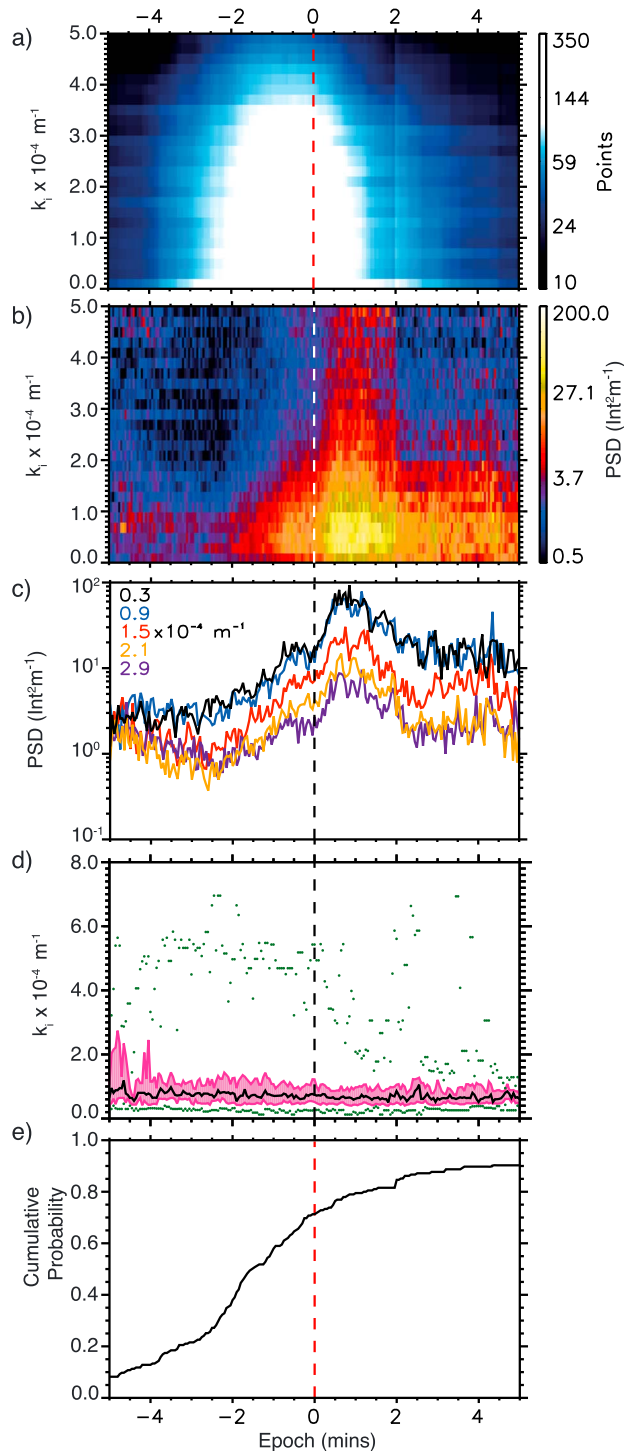 −4 −2 0 2 4
a)
5.0
4.0
3.0
2.0
1.0
0.0
kᵢ x 10⁻⁴ m⁻¹
350
144
59
24
10
Points
b)
5.0
4.0
3.0
2.0
1.0
0.0
kᵢ x 10⁻⁴ m⁻¹
200.0
27.1
3.7
0.5
PSD (Int²m⁻¹)
c)
10²
10¹
10⁰
10⁻¹
PSD (Int²m⁻¹)
0.3
0.9
1.5 ×10⁻⁴ m⁻¹
2.1
2.9
d)
8.0
6.0
4.0
2.0
0.0
kᵢ x 10⁻⁴ m⁻¹
e)
1.0
0.8
0.6
0.4
0.2
0.0
Cumulative
Probability
−4 −2 0 2 4
Epoch (mins)